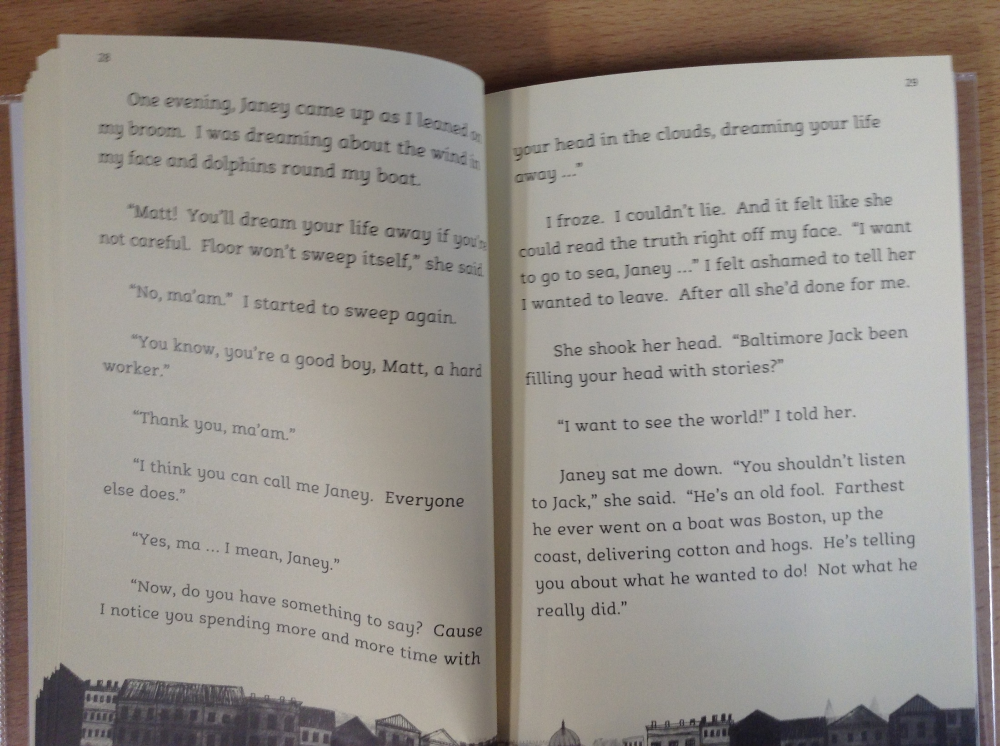 28
One evening, Janey came up as I leaned on
my broom. I was dreaming about the wind in
my face and dolphins round my boat.
“Matt! You’ll dream your life away if you’re
not careful. Floor won’t sweep itself,” she said.
“No, ma’am.” I started to sweep again.
“You know, you’re a good boy, Matt, a hard
worker.”
“Thank you, ma’am.”
“I think you can call me Janey. Everyone
else does.”
“Yes, ma ... I mean, Janey.”
“Now, do you have something to say? Cause
I notice you spending more and more time with
29
your head in the clouds, dreaming your life
away ...”
I froze. I couldn’t lie. And it felt like she
could read the truth right off my face. “I want
to go to sea, Janey ...” I felt ashamed to tell her
I wanted to leave. After all she’d done for me.
She shook her head. “Baltimore Jack been
filling your head with stories?”
“I want to see the world!” I told her.
Janey sat me down. “You shouldn’t listen
to Jack,” she said. “He’s an old fool. Farthest
he ever went on a boat was Boston, up the
coast, delivering cotton and hogs. He’s telling
you about what he wanted to do! Not what he
really did.”